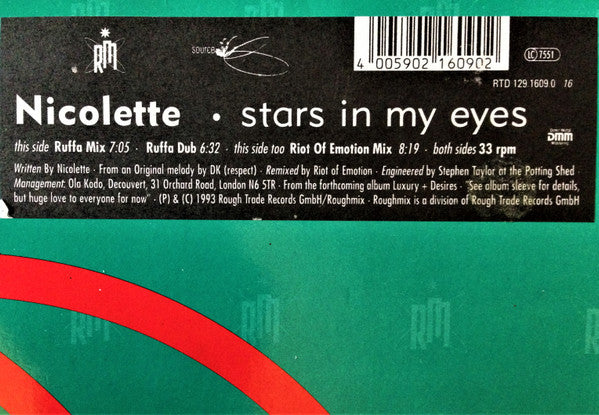 RM
source
4 005902 160902
LC 7551
RTD 129.1609.0 16
Nicolette · stars in my eyes
this side Ruffa Mix 7:05 · Ruffa Dub 6:32 · this side too Riot Of Emotion Mix 8:19 · both sides 33 rpm
DMM
Written By Nicolette · From an Original melody by DK (respect) · Remixed by Riot of Emotion · Engineered by Stephen Taylor at the Potting Shed ·
Management: Ola Kodo, Decouvert, 31 Orchard Road, London N6 5TR · From the forthcoming album Luxury + Desires · "See album sleeve for details,
but huge love to everyone for now" · (P) & (C) 1993 Rough Trade Records GmbH/Roughmix · Roughmix is a division of Rough Trade Records GmbH
RM
RM